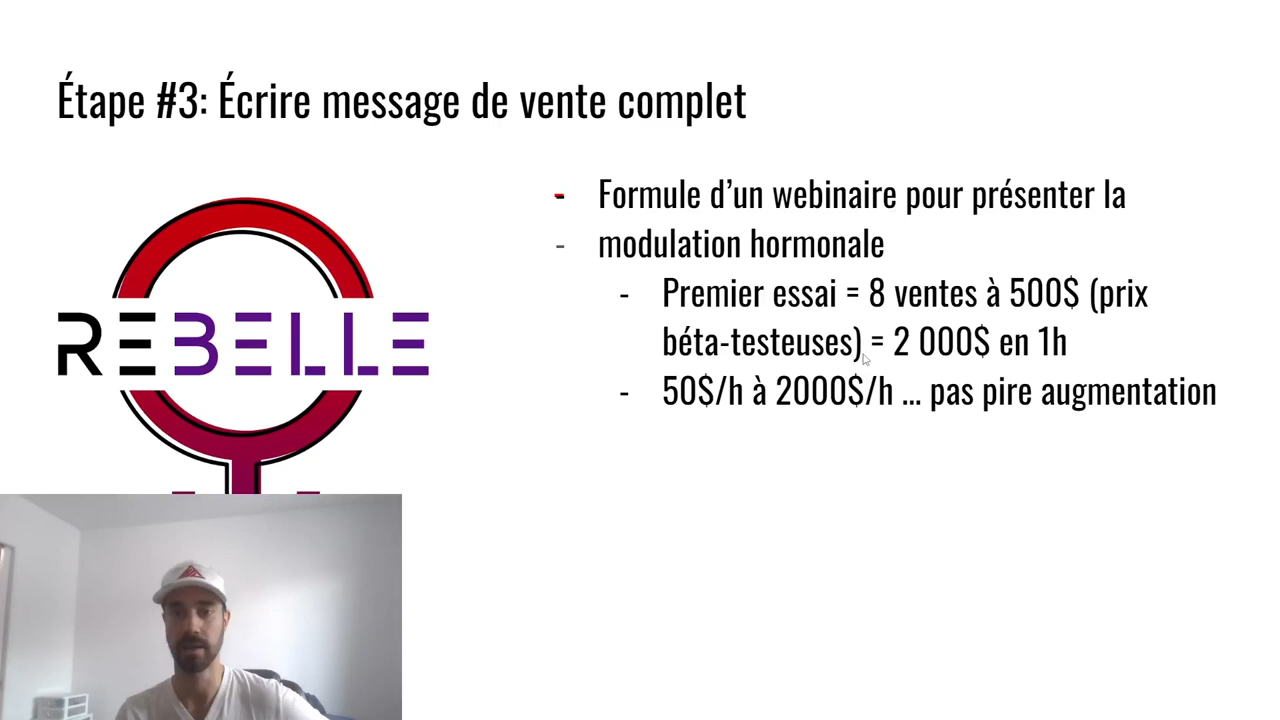 Étape #3: Écrire message de vente complet
REBELLE
- Formule d’un webinaire pour présenter la
- modulation hormonale
- Premier essai = 8 ventes à 500$ (prix
béta-testeuses) = 2 000$ en 1h
- 50$/h à 2000$/h ... pas pire augmentation